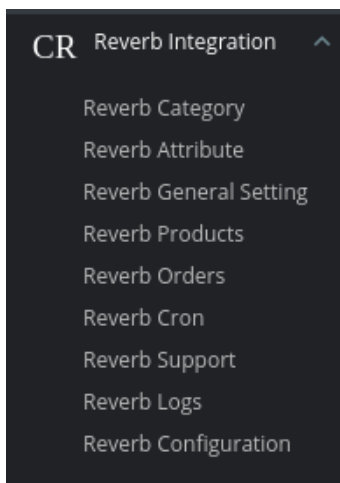 CR Reverb Integration
Reverb Category
Reverb Attribute
Reverb General Setting
Reverb Products
Reverb Orders
Reverb Cron
Reverb Support
Reverb Logs
Reverb Configuration